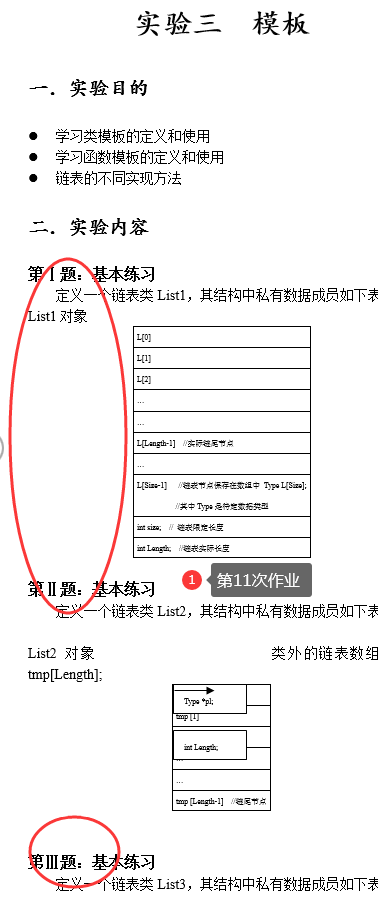 实验三 模板
一．实验目的
● 学习类模板的定义和使用
● 学习函数模板的定义和使用
● 链表的不同实现方法
二．实验内容
第Ⅰ题：基本练习
定义一个链表类 List1，其结构中私有数据成员如下表
List1 对象
L[0]
L[1]
L[2]
...
...
L[Length-1] //实际链尾节点
...
L[Size-1] //链表节点保存在数组中 Type L[Size];
//其中 Type 是待定数据类型
int size; // 链表限定长度
int Length; //链表实际长度
第Ⅱ题：基本练习
1 第11次作业
定义一个链表类 List2，其结构中私有数据成员如下表
List2 对象 类外的链表数组
tmp[Length];
Type *pl;
tmp [1]
int Length;
...
...
tmp [Length-1] //链尾节点
第Ⅲ题：基本练习
定义一个链表类 List3，其结构中私有数据成员如下表